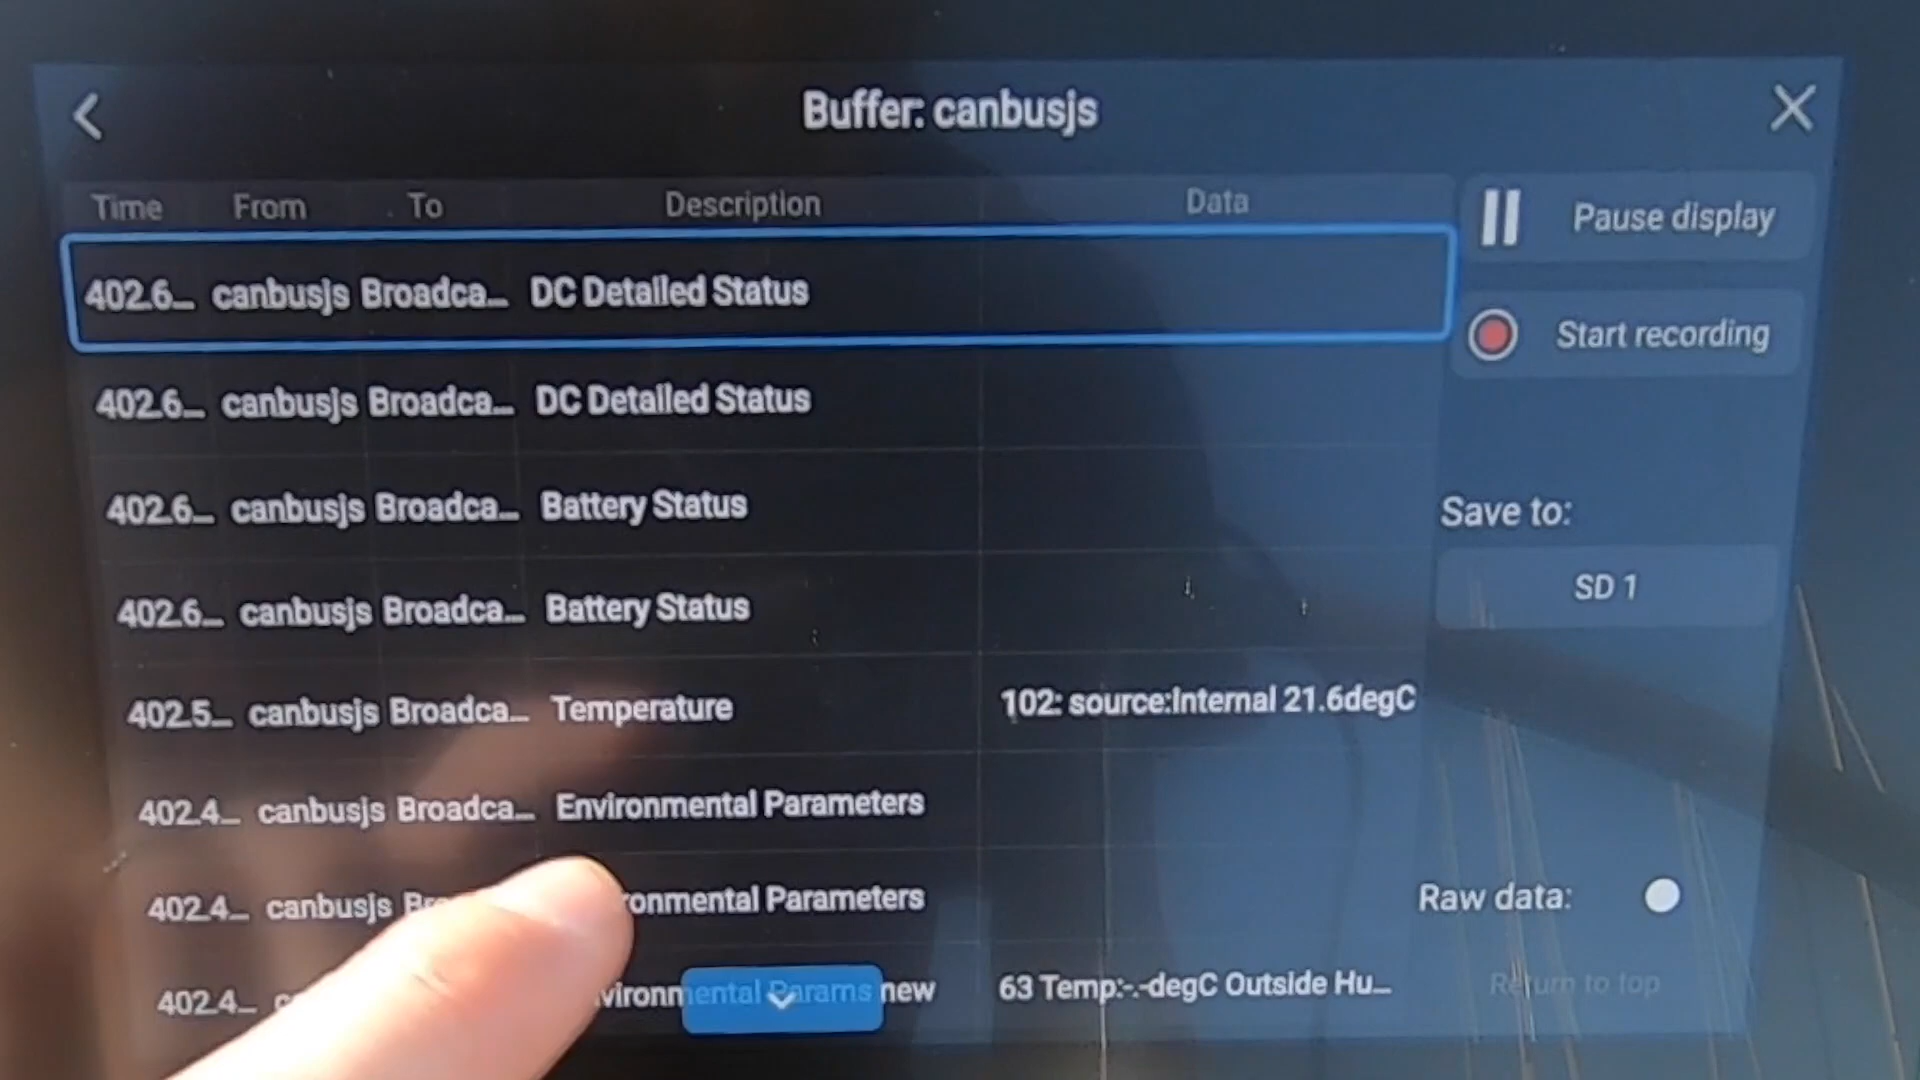 Buffer: canbusjs
Time From To Description Data
402.6... canbusjs Broadca... DC Detailed Status
402.6... canbusjs Broadca... DC Detailed Status
402.6... canbusjs Broadca... Battery Status
402.6... canbusjs Broadca... Battery Status
402.5... canbusjs Broadca... Temperature 102: source:Internal 21.6degC
402.4... canbusjs Broadca... Environmental Parameters
402.4... canbusjs ronmental Parameters
402.4... vironmental Params new 63 Temp:-.-degC Outside Hu...
Pause display
Start recording
Save to:
SD 1
Raw data:
Return to top